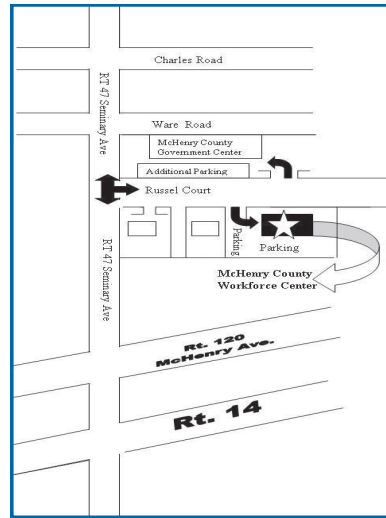 Charles Road
RT 47 Seminary Ave
Ware Road
McHenry County
Government Center
Additional Parking
Russel Court
Parking
Parking
RT 47 Seminary Ave
McHenry County
Workforce Center
Rt. 120
McHenry Ave.
Rt. 14